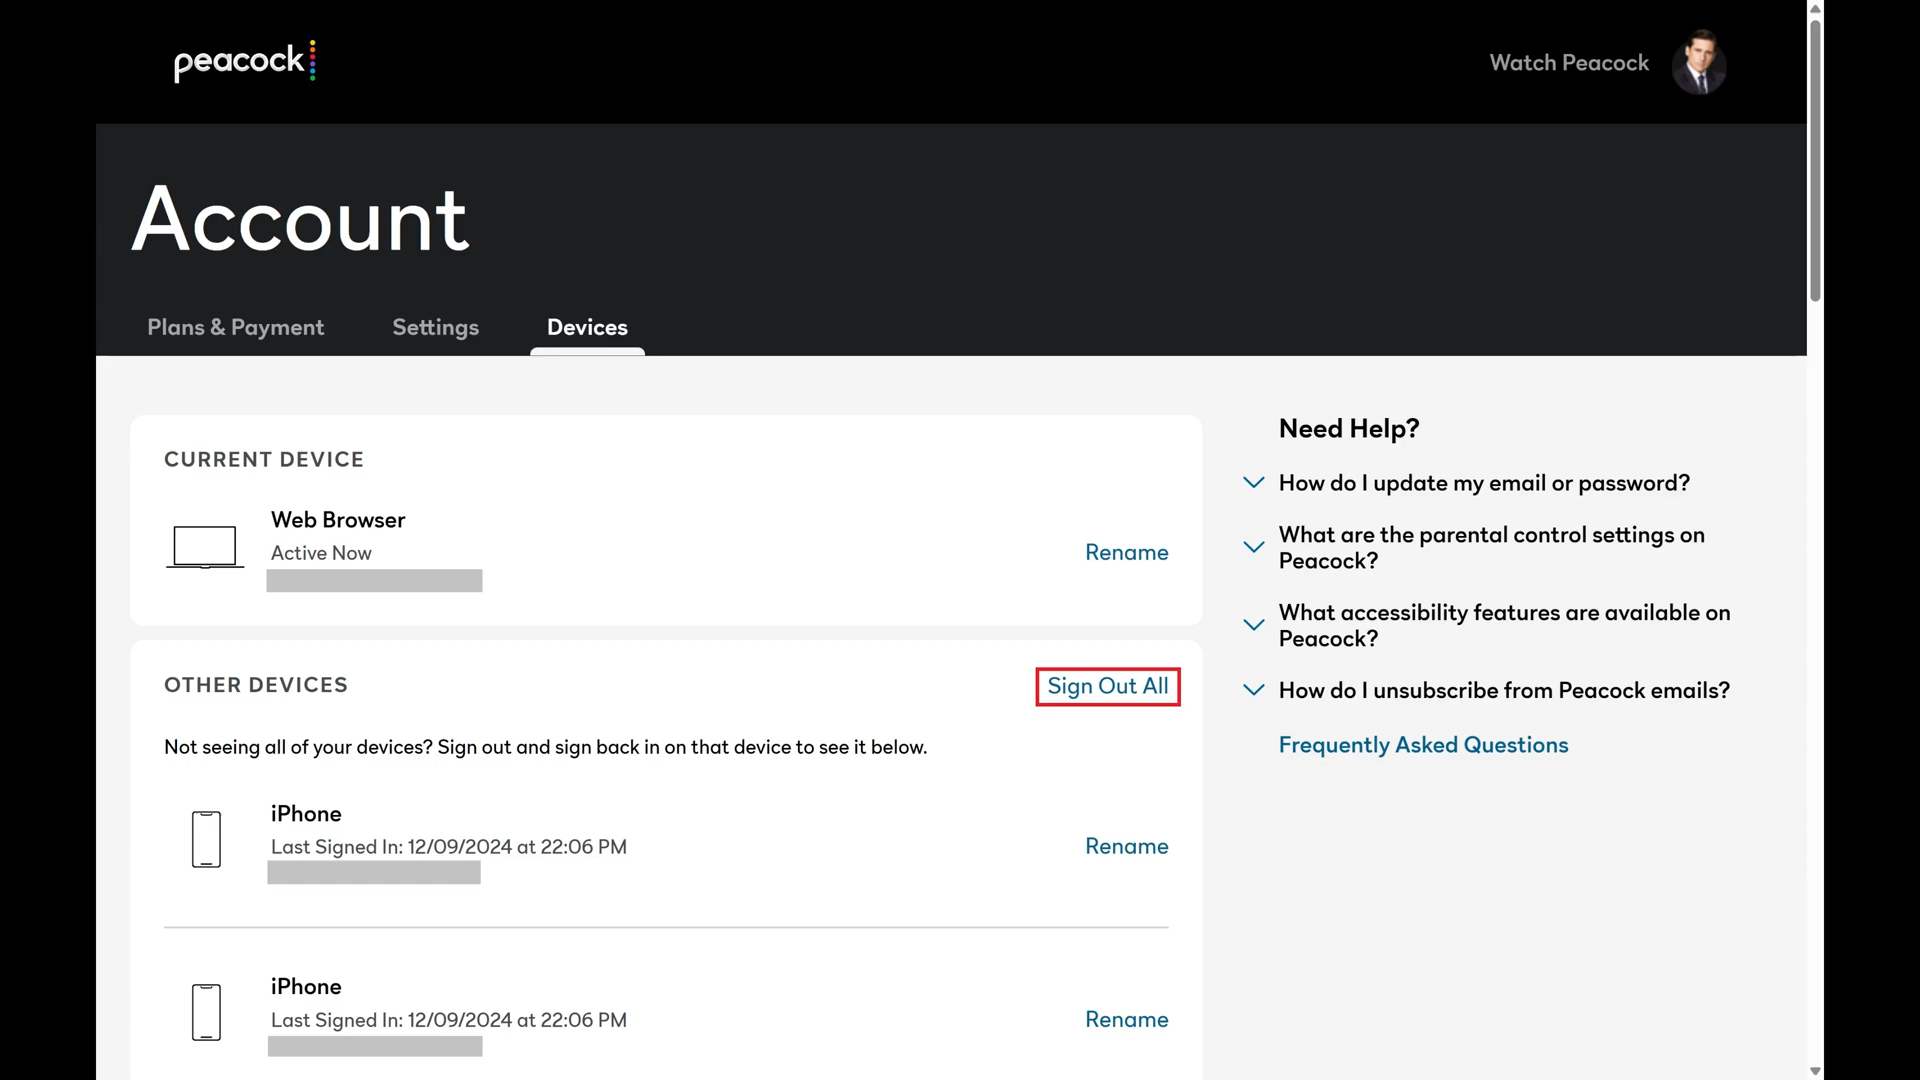 peacock
Watch Peacock
Account
Plans & Payment
Settings
Devices
CURRENT DEVICE
Web Browser
Active Now
Rename
OTHER DEVICES
Sign Out All
Not seeing all of your devices? Sign out and sign back in on that device to see it below.
iPhone
Last Signed In: 12/09/2024 at 22:06 PM
Rename
iPhone
Last Signed In: 12/09/2024 at 22:06 PM
Rename
Need Help?
How do I update my email or password?
What are the parental control settings on
Peacock?
What accessibility features are available on
Peacock?
How do I unsubscribe from Peacock emails?
Frequently Asked Questions